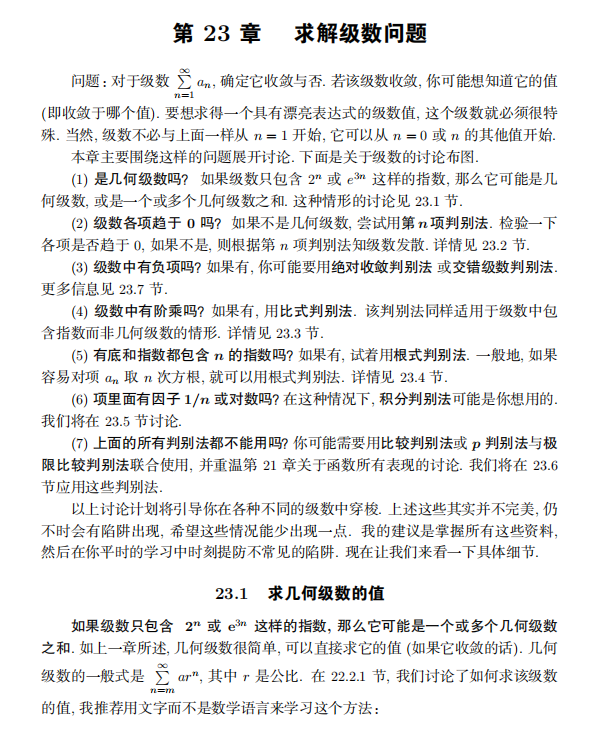 第 23 章 求解级数问题
问题：对于级数 $\sum_{n=1}^{\infty} a_n$, 确定它收敛与否. 若该级数收敛, 你可能想知道它的值
(即收敛于哪个值). 要想求得一个具有漂亮表达式的级数值, 这个级数就必须很特
殊. 当然, 级数不必与上面一样从 n = 1 开始, 它可以从 n = 0 或 n 的其他值开始.
本章主要围绕这样的问题展开讨论. 下面是关于级数的讨论布图.
(1) 是几何级数吗? 如果级数只包含 $2^n$ 或 $e^{3n}$ 这样的指数, 那么它可能是几
何级数, 或是一个或多个几何级数之和. 这种情形的讨论见 23.1 节.
(2) 级数各项趋于 0 吗? 如果不是几何级数, 尝试用第 n 项判别法. 检验一下
各项是否趋于 0, 如果不是, 则根据第 n 项判别法知级数发散. 详情见 23.2 节.
(3) 级数中有负项吗? 如果有, 你可能要用绝对收敛判别法 或交错级数判别法.
更多信息见 23.7 节.
(4) 级数中有阶乘吗? 如果有, 用比式判别法. 该判别法同样适用于级数中包
含指数而非几何级数的情形. 详情见 23.3 节.
(5) 有底和指数都包含 n 的指数吗? 如果有, 试着用根式判别法. 一般地, 如果
容易对项 $a_n$ 取 n 次方根, 就可以用根式判别法. 详情见 23.4 节.
(6) 项里面有因子 1/n 或对数吗? 在这种情况下, 积分判别法可能是你想用的.
我们将在 23.5 节讨论.
(7) 上面的所有判别法都不能用吗? 你可能需要用比较判别法或 p 判别法与极
限比较判别法联合使用, 并重温第 21 章关于函数所有表现的讨论. 我们将在 23.6
节应用这些判别法.
以上讨论计划将引导你在各种不同的级数中穿梭. 上述这些其实并不完美, 仍
不时会有陷阱出现, 希望这些情况能少出现一点. 我的建议是掌握所有这些资料,
然后在你平时的学习中时刻提防不常见的陷阱. 现在让我们来看一下具体细节.
23.1 求几何级数的值
如果级数只包含 $2^n$ 或 $e^{3n}$ 这样的指数, 那么它可能是一个或多个几何级数
之和. 如上一章所述, 几何级数很简单, 可以直接求它的值 (如果它收敛的话). 几何
级数的一般式是 $\sum_{n=m}^{\infty} ar^n$, 其中 r 是公比. 在 22.2.1 节, 我们讨论了如何求该级数
的值, 我推荐用文字而不是数学语言来学习这个方法：